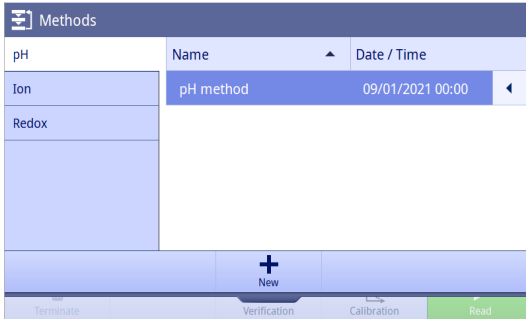 Methods
pH
Name
Date / Time
Ion
pH method
09/01/2021 00:00
Redox
New
Terminate
Verification
Calibration
Read